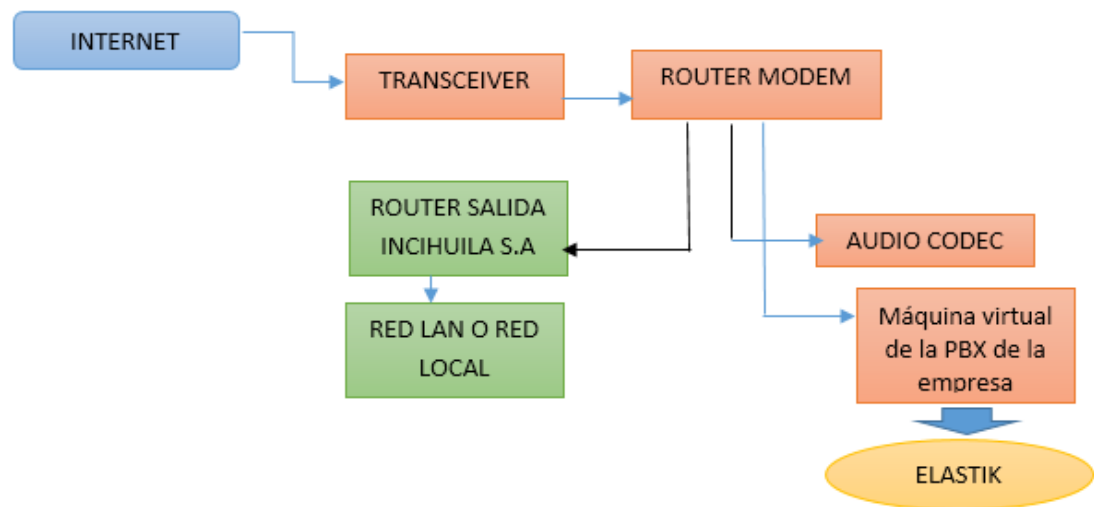 INTERNET
TRANSCEIVER
ROUTER MODEM
ROUTER SALIDA
INCIHUILA S.A
AUDIO CODEC
RED LAN O RED
LOCAL
Máquina virtual
de la PBX de la
empresa
ELASTIK